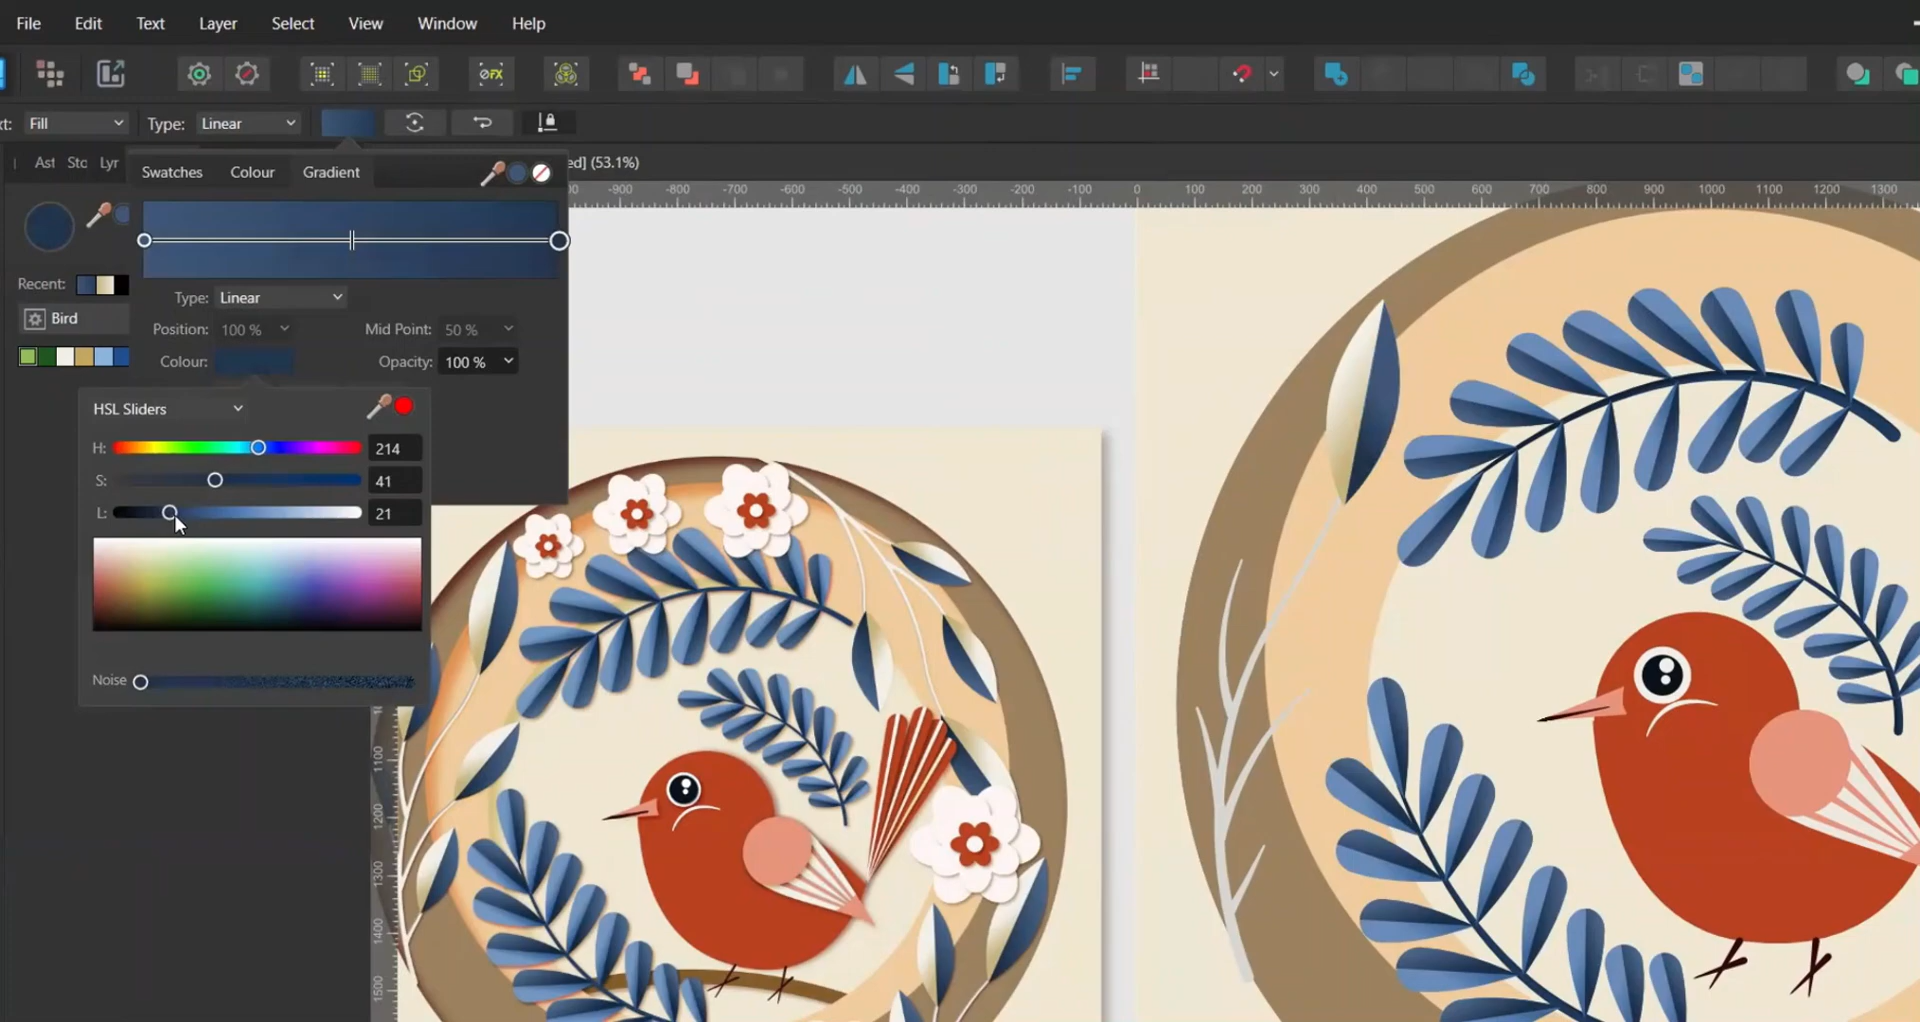 File Edit Text Layer Select View Window Help
t: Fill Type: Linear
Ast Stc Lyr ed] (53.1%)
Swatches Colour Gradient
00 -900 -800 -700 -600 -500 -400 -300 -200 -100 0 100 200 300 400 500 600 700 800 900 1000 1100 1200 1300
Recent:
Type: Linear
Bird
Position: 100 % Mid Point: 50 %
Colour: Opacity: 100 %
HSL Sliders
H: 214
S: 41
L: 21
Noise
1100
1200
1300
1400
1500